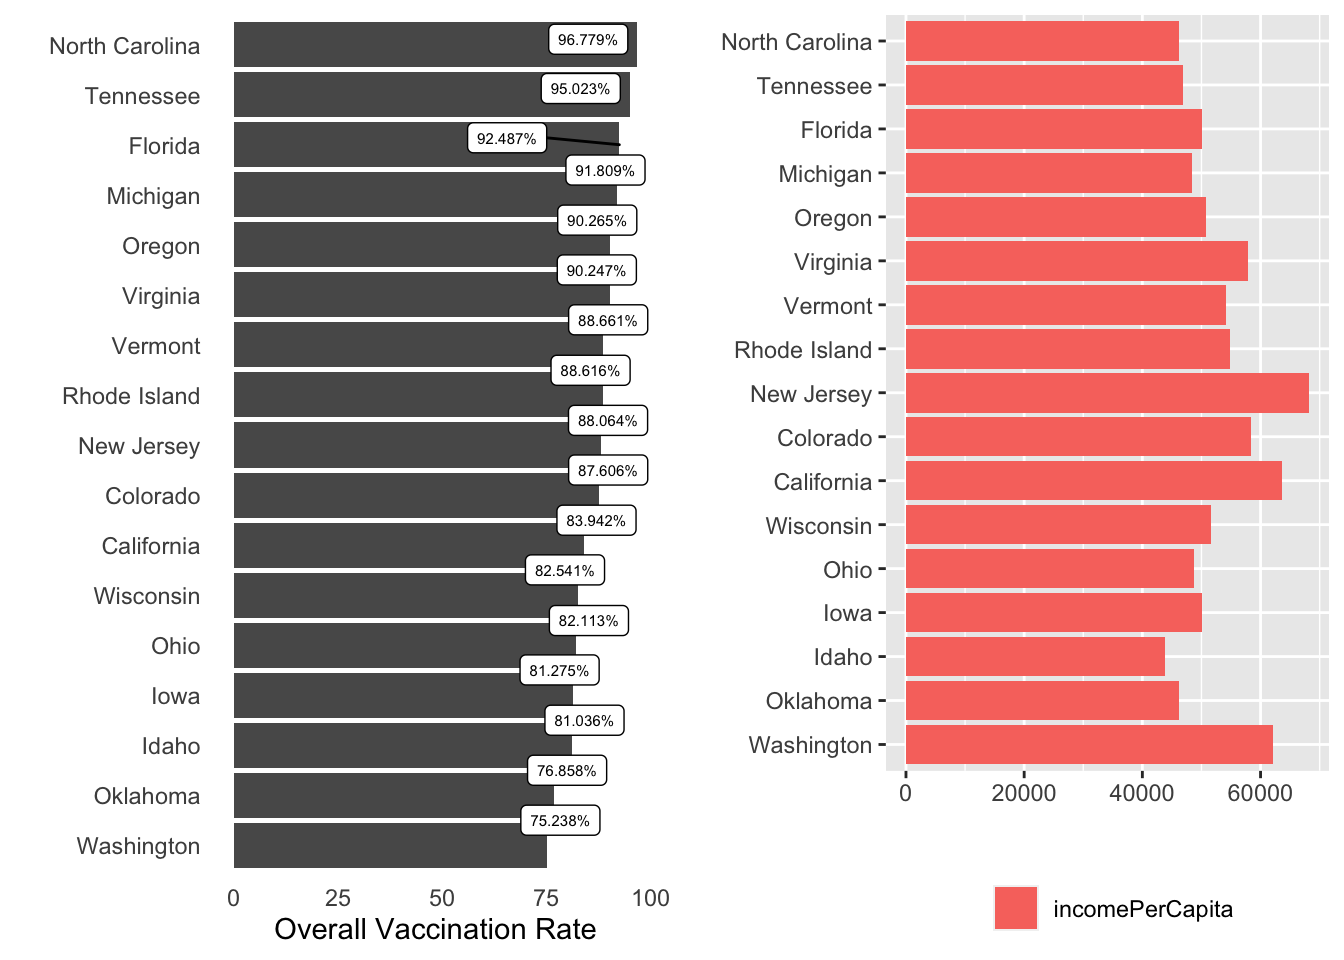 North Carolina
96.779%
Tennessee
95.023%
Florida
92.487%
91.809%
Michigan
90.265%
Oregon
90.247%
Virginia
88.661%
Vermont
88.616%
Rhode Island
88.064%
New Jersey
87.606%
Colorado
83.942%
California
82.541%
Wisconsin
82.113%
Ohio
81.275%
Iowa
81.036%
Idaho
76.858%
Oklahoma
75.238%
Washington
0 25 50 75 100
Overall Vaccination Rate
North Carolina
Tennessee
Florida
Michigan
Oregon
Virginia
Vermont
Rhode Island
New Jersey
Colorado
California
Wisconsin
Ohio
Iowa
Idaho
Oklahoma
Washington
0 20000 40000 60000
incomePerCapita